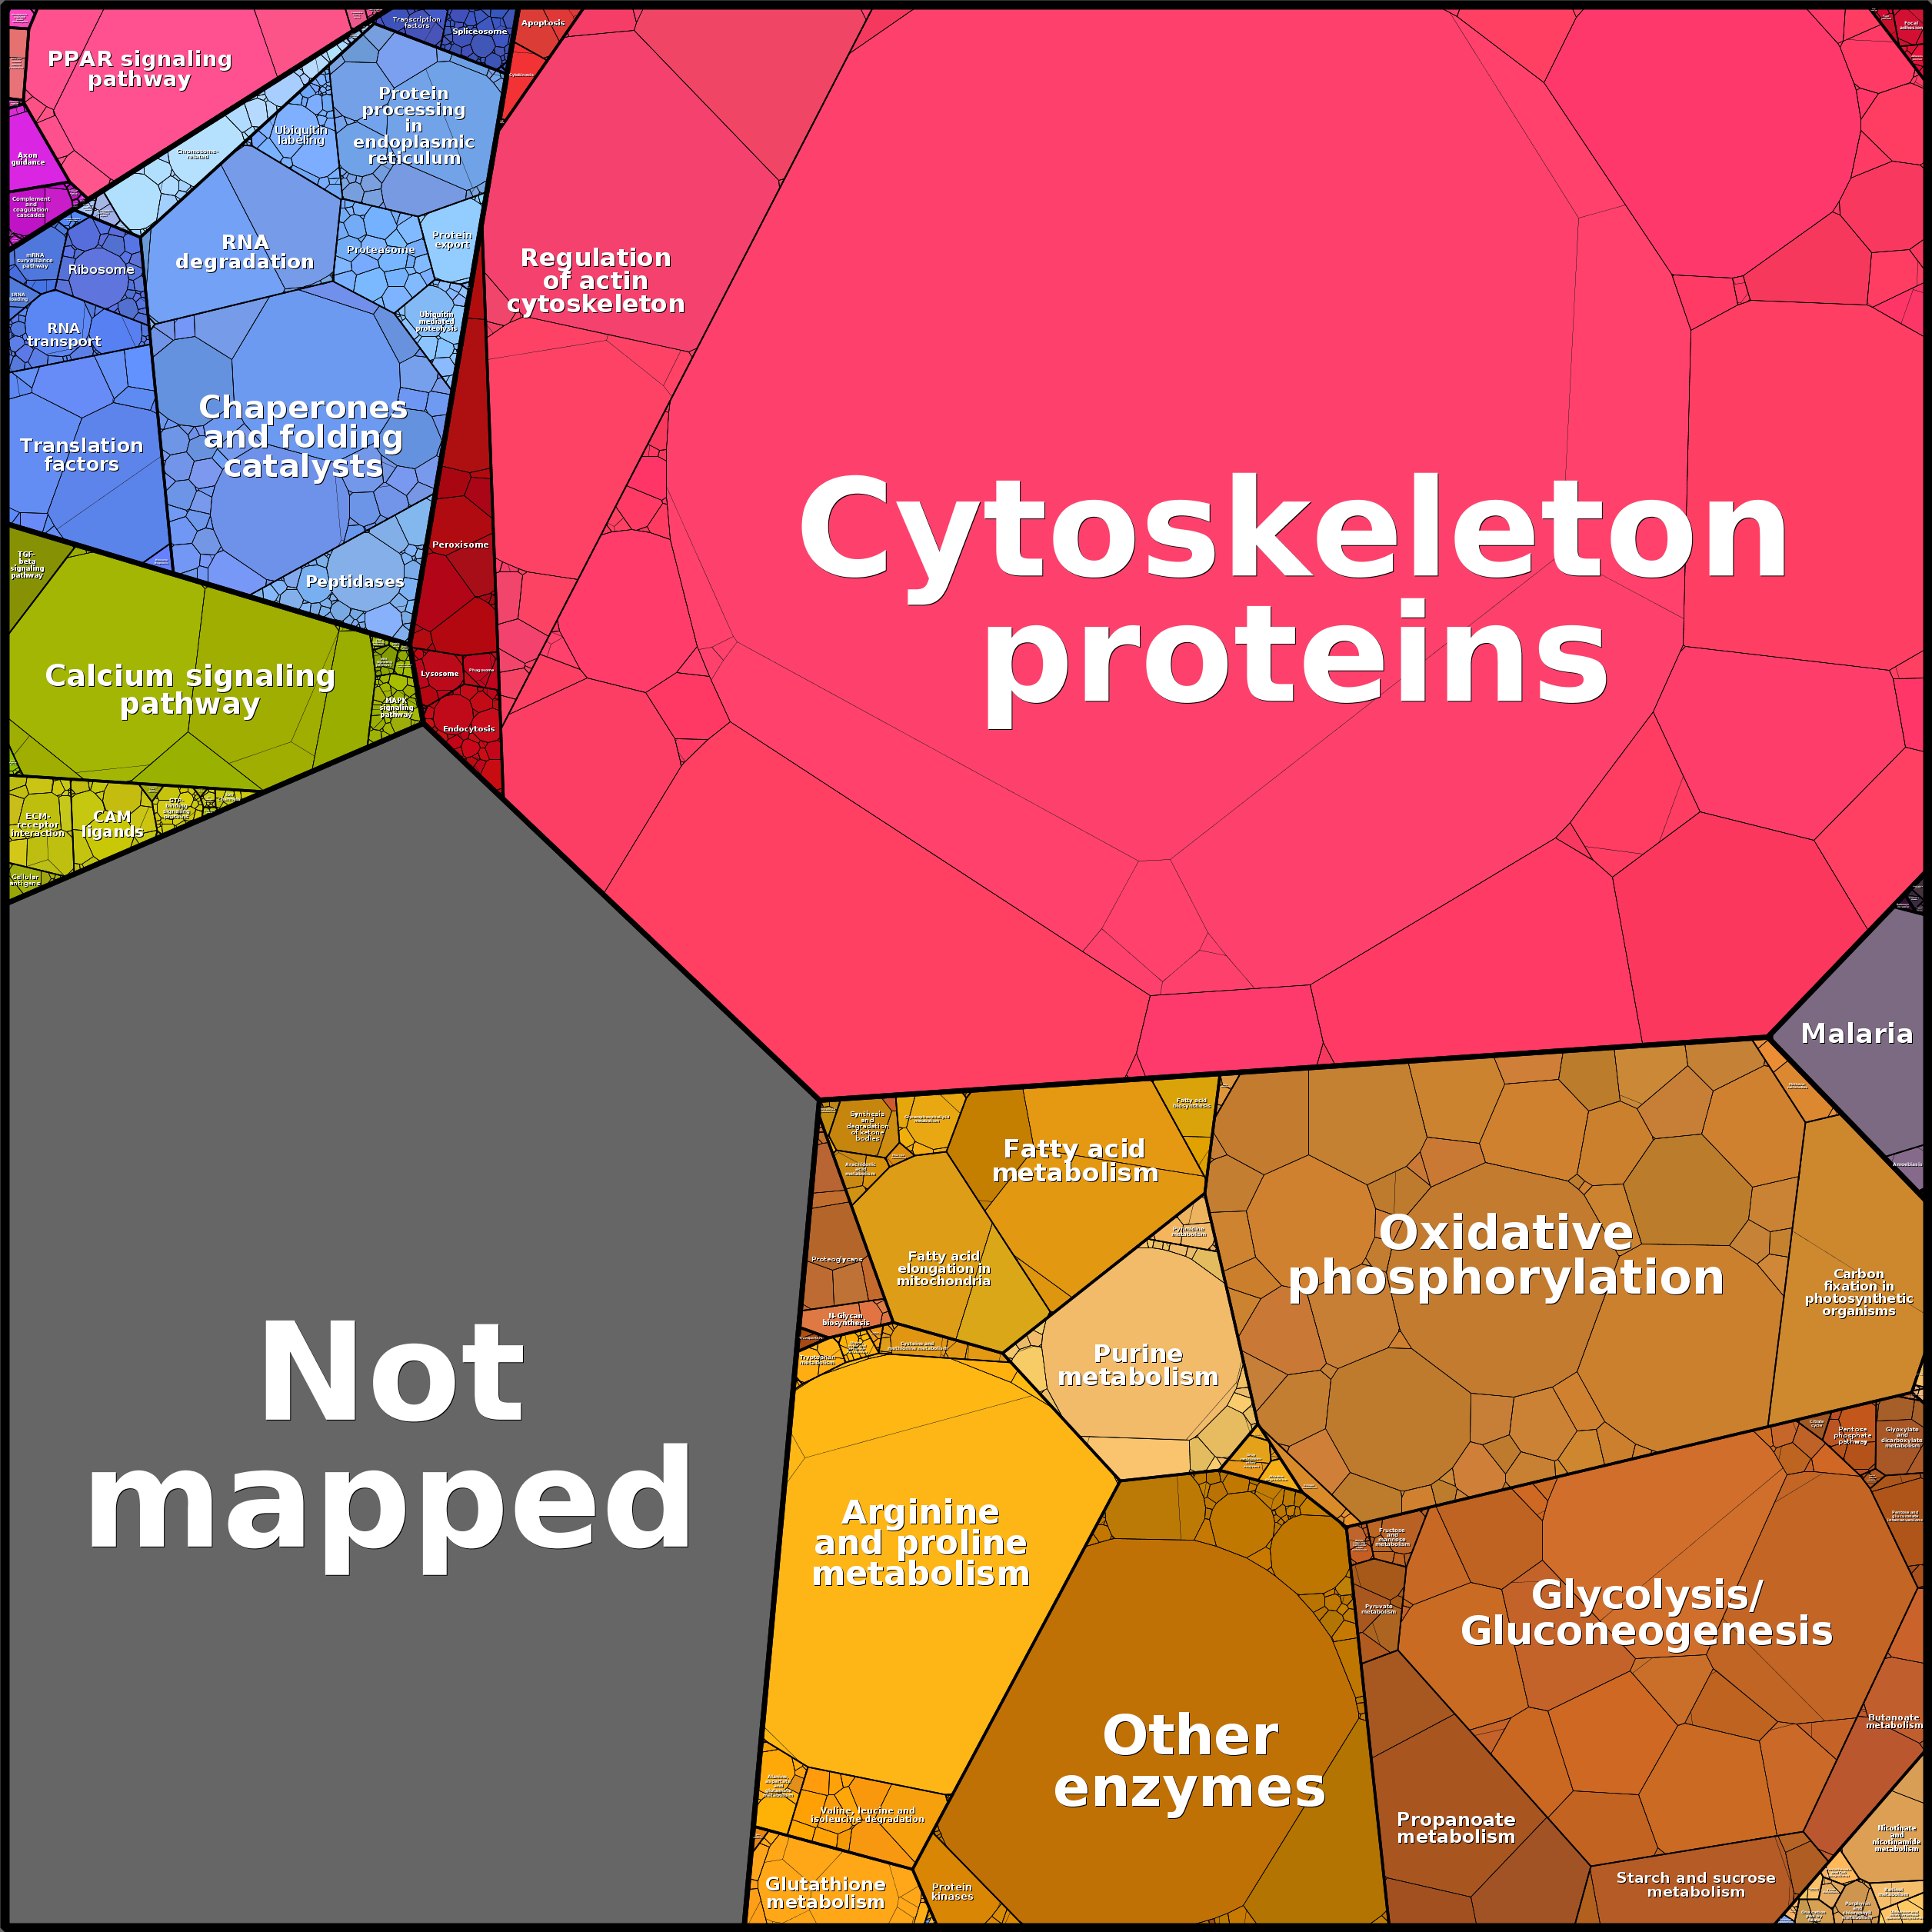 PPAR signaling
pathway
Axon
guidance
Complement
and
coagulation
cascades
Transcription
factors
Spliceosome
Apoptosis
Protein
processing
in
endoplasmic
reticulum
Ubiquitin
labeling
Chromosome-
related
RNA
degradation
Proteasome
Protein
export
Ubiquitin
mediated
proteolysis
mRNA
surveillance
pathway
Ribosome
RNA
transport
Translation
factors
Chaperones
and folding
catalysts
Peptidases
Regulation
of actin
cytoskeleton
Cytoskeleton
proteins
Peroxisome
Lysosome
Phagosome
Endocytosis
TGF-
beta
signaling
pathway
Calcium signaling
pathway
MAPK
signaling
pathway
ECM-
receptor
interaction
CAM
ligands
GTP-
binding
signaling
proteins
Cellular
antigens
Not
mapped
Malaria
Amoebiasis
Synthesis
and
degradation
of ketone
bodies
Fatty acid
metabolism
Fatty acid
biosynthesis
Arachidonic
acid
metabolism
Fatty acid
elongation in
mitochondria
Proteoglycans
N-Glycan
biosynthesis
Pyrimidine
metabolism
Purine
metabolism
Oxidative
phosphorylation
Carbon
fixation in
photosynthetic
organisms
Tryptophan
metabolism
Cysteine and
methionine metabolism
Arginine
and proline
metabolism
Pentose
phosphate
pathway
Glyoxylate
and
dicarboxylate
metabolism
Fructose
and
mannose
metabolism
Pyruvate
metabolism
Glycolysis/
Gluconeogenesis
Butanoate
metabolism
Other
enzymes
Propanoate
metabolism
Starch and sucrose
metabolism
Nicotinate
and
nicotinamide
metabolism
Valine, leucine and
isoleucine degradation
Glutathione
metabolism
Protein
kinases